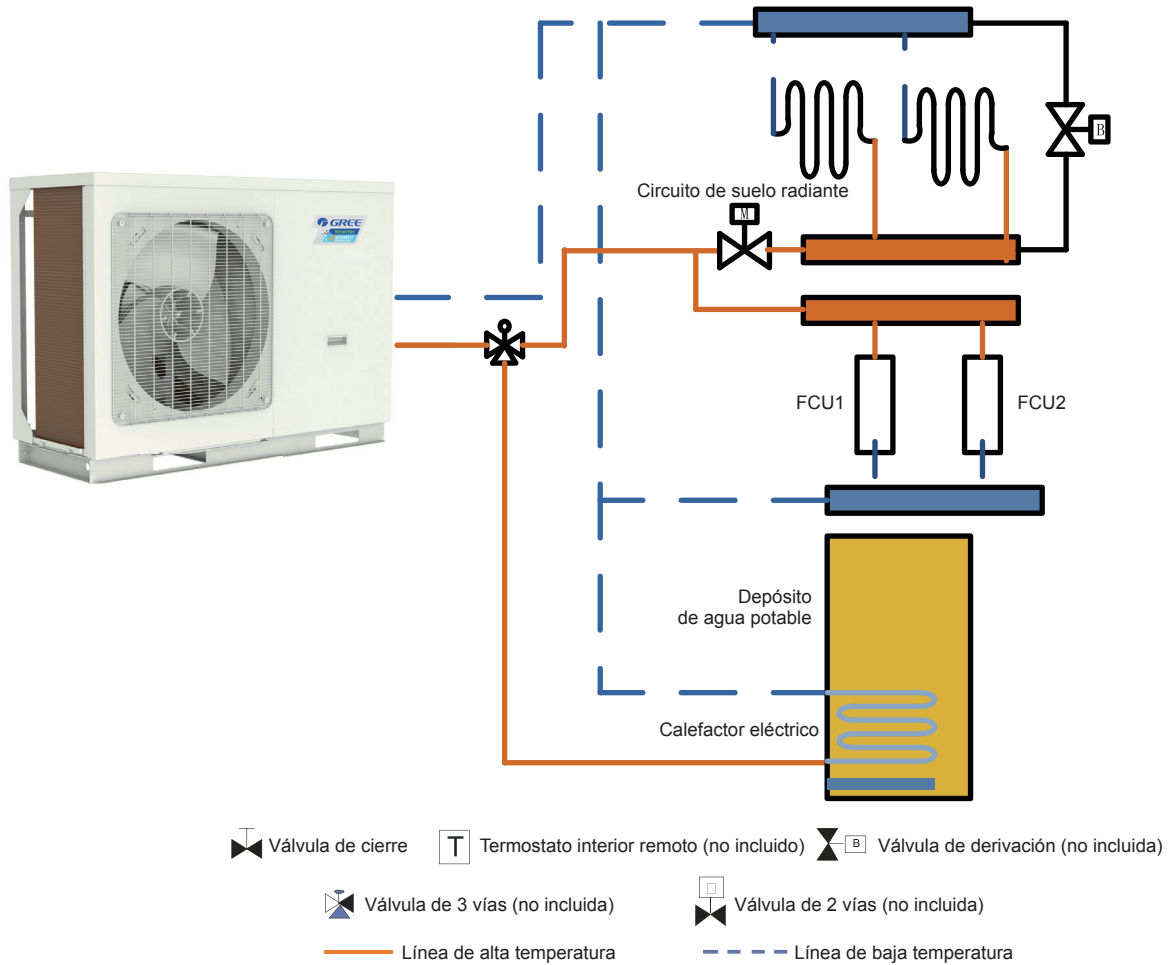 B
Circuito de suelo radiante
M
GREE
Inverter
FCU1
FCU2
Depósito
de agua potable
Calefactor eléctrico
Válvula de cierre
T
Termostato interior remoto (no incluido)
B
Válvula de derivación (no incluida)
Válvula de 3 vías (no incluida)
Válvula de 2 vías (no incluida)
Línea de alta temperatura
Línea de baja temperatura